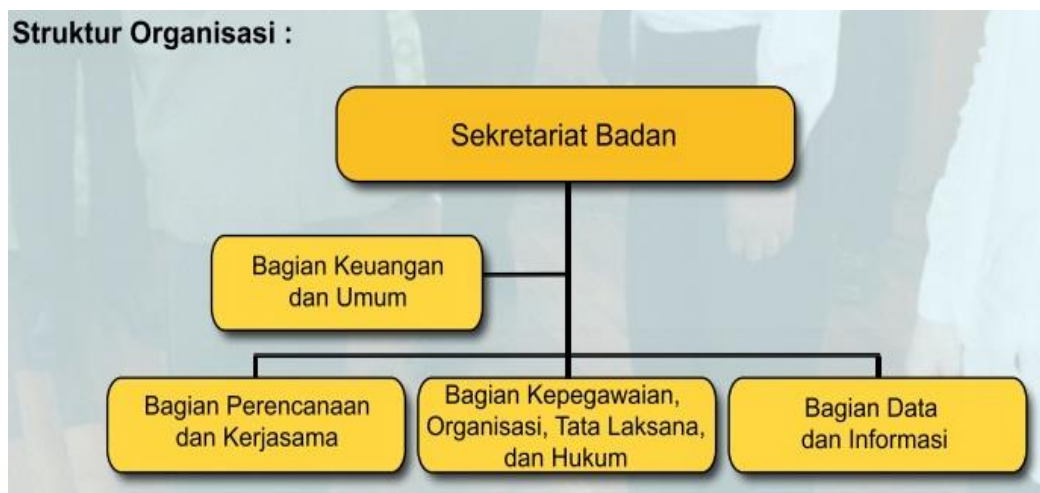 Struktur Organisasi :
Sekretariat Badan
Bagian Keuangan
dan Umum
Bagian Perencanaan
dan Kerjasama
Bagian Kepegawaian,
Organisasi, Tata Laksana,
dan Hukum
Bagian Data
dan Informasi